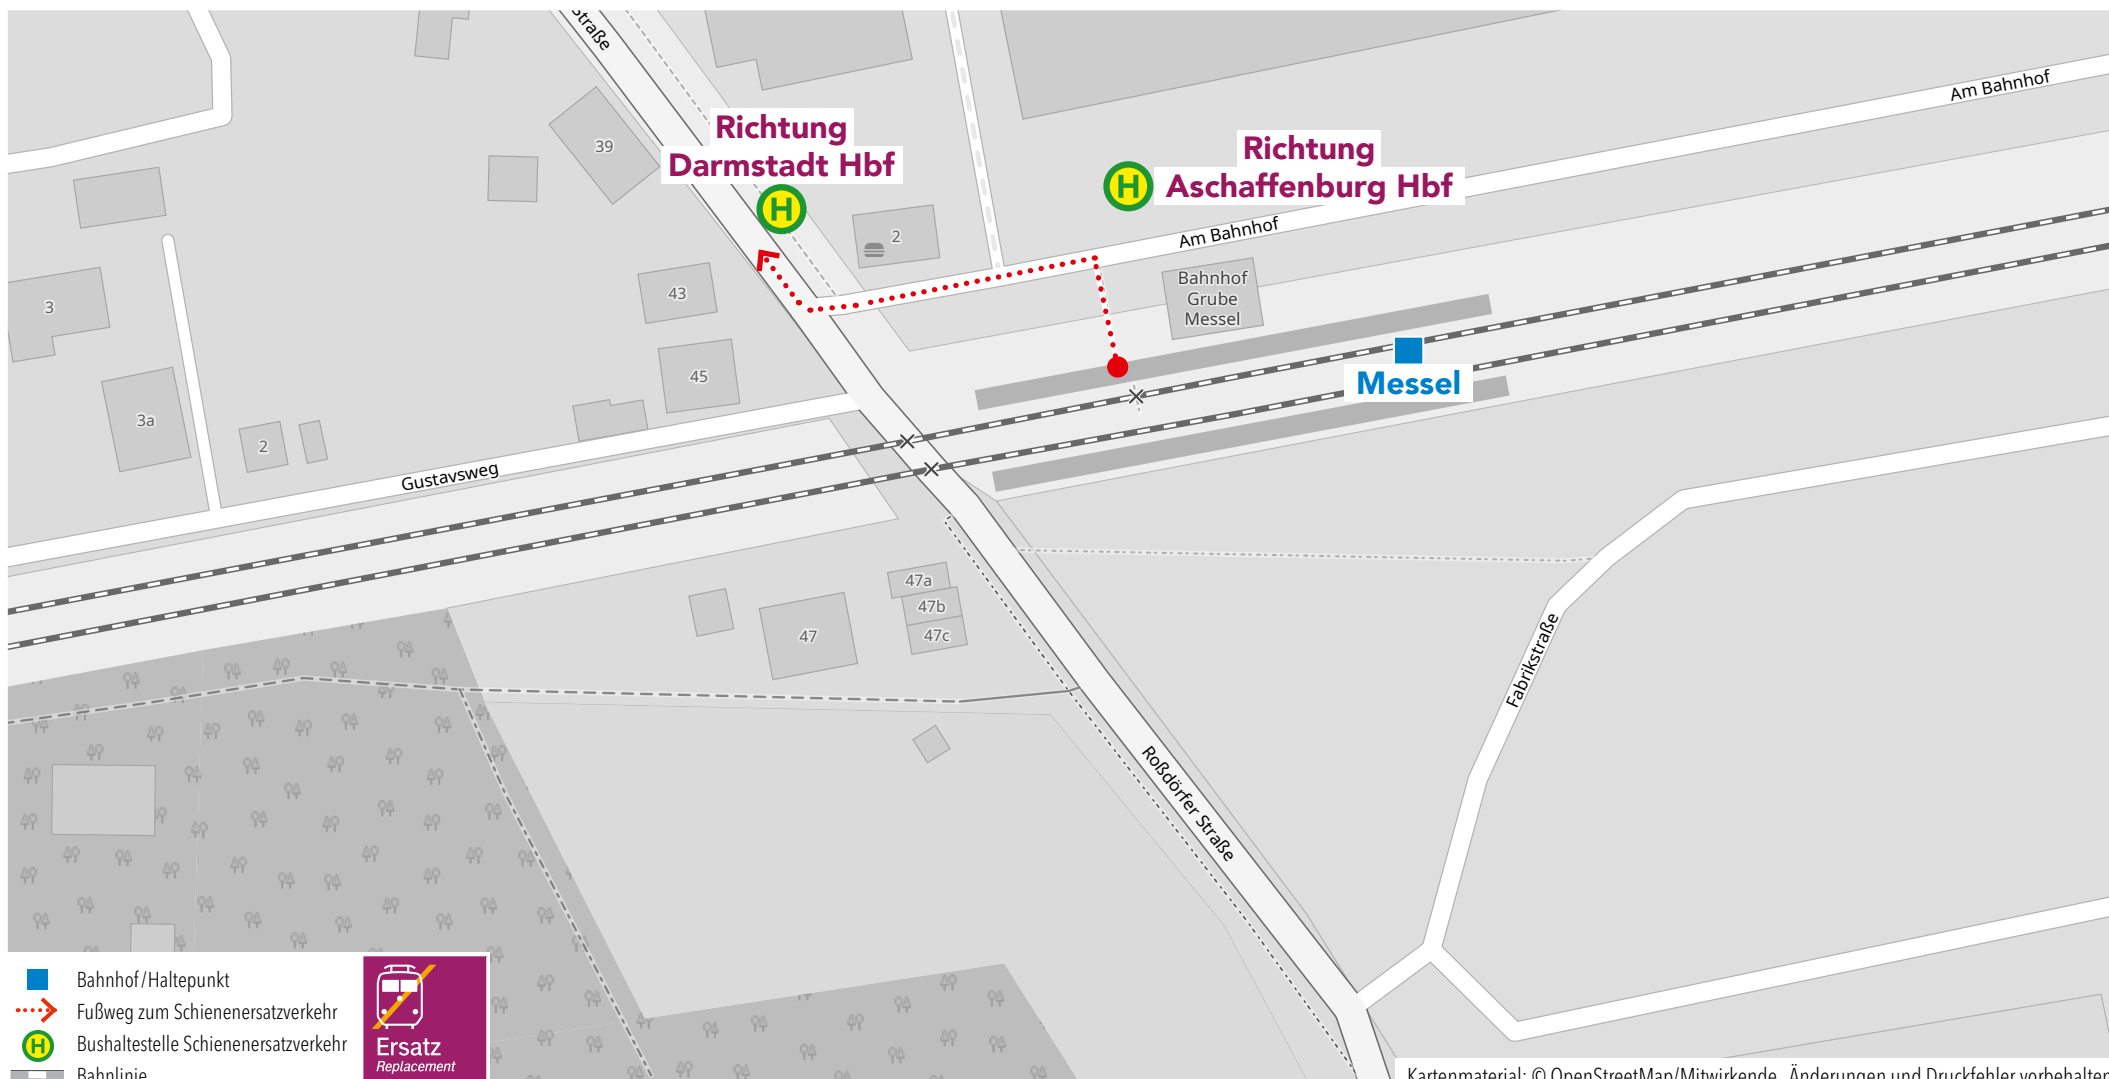 Straße
Am Bahnhof
Richtung
Darmstadt Hbf
H
39
Richtung
Aschaffenburg Hbf
H
2
Am Bahnhof
43
3
Bahnhof
Grube
Messel
45
Messel
3a
2
Gustavsweg
47a
47b
47c
47
Fabrikstraße
Roßdörfer Straße
Bahnhof/Haltepunkt
Fußweg zum Schienenersatzverkehr
H Bushaltestelle Schienenersatzverkehr
Bahnlinie
Ersatz
Replacement
Kartenmaterial: © OpenStreetMap/Mitwirkende, Änderungen und Druckfehler vorbehalten